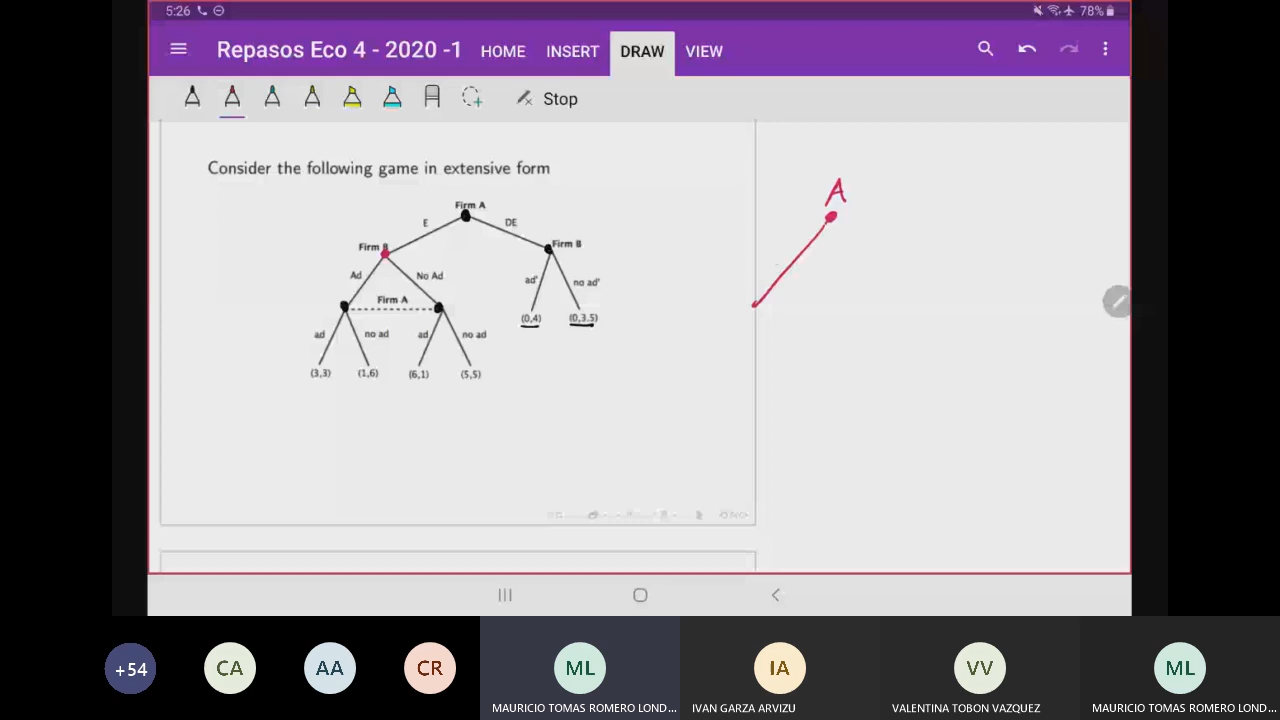 5:26 78%
Repasos Eco 4 - 2020 -1 HOME INSERT DRAW VIEW
Stop
Consider the following game in extensive form
Firm A
E DE
Firm B Firm B
Ad No Ad ad' no ad'
Firm A
(0,4) (0,3.5)
ad no ad ad no ad
(3,3) (1,6) (6,1) (5,5)
A
+54 CA AA CR ML IA VV ML
MAURICIO TOMAS ROMERO LOND... IVAN GARZA ARVIZU VALENTINA TOBON VAZQUEZ MAURICIO TOMAS ROMERO LOND...